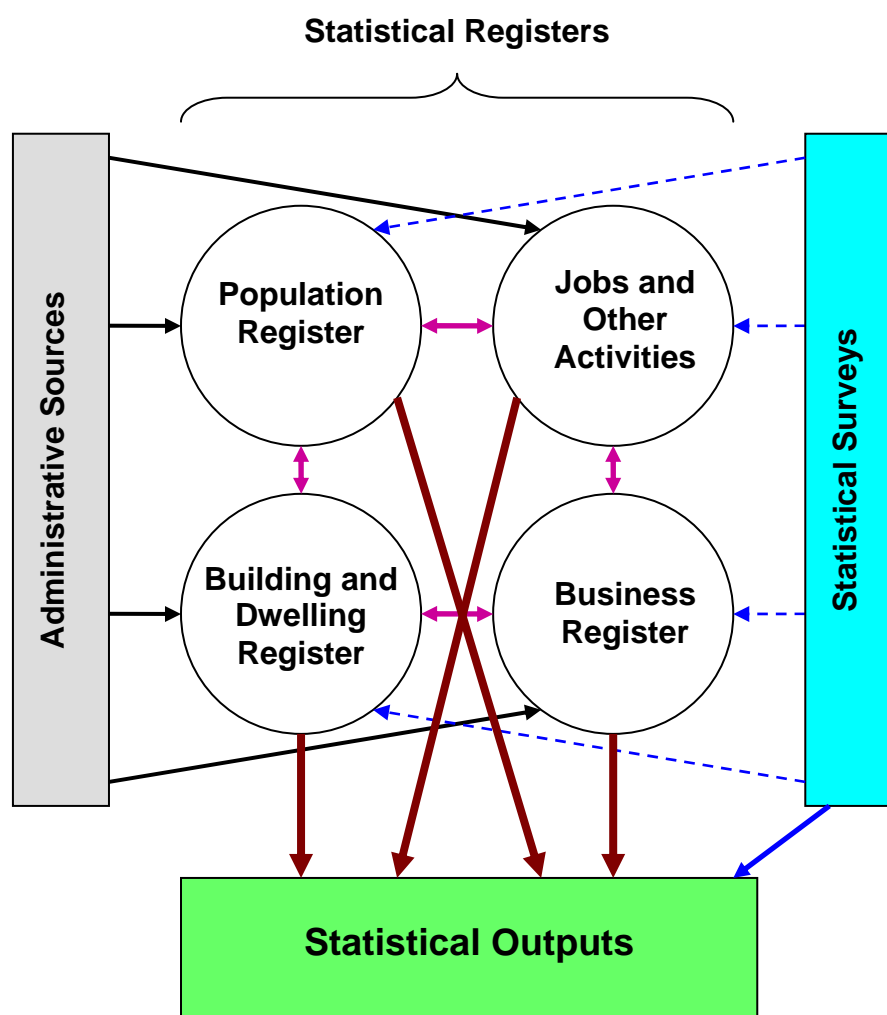 Statistical Registers
Administrative Sources
Population
Register
Jobs and
Other
Activities
Statistical Surveys
Building and
Dwelling
Register
Business
Register
Statistical Outputs